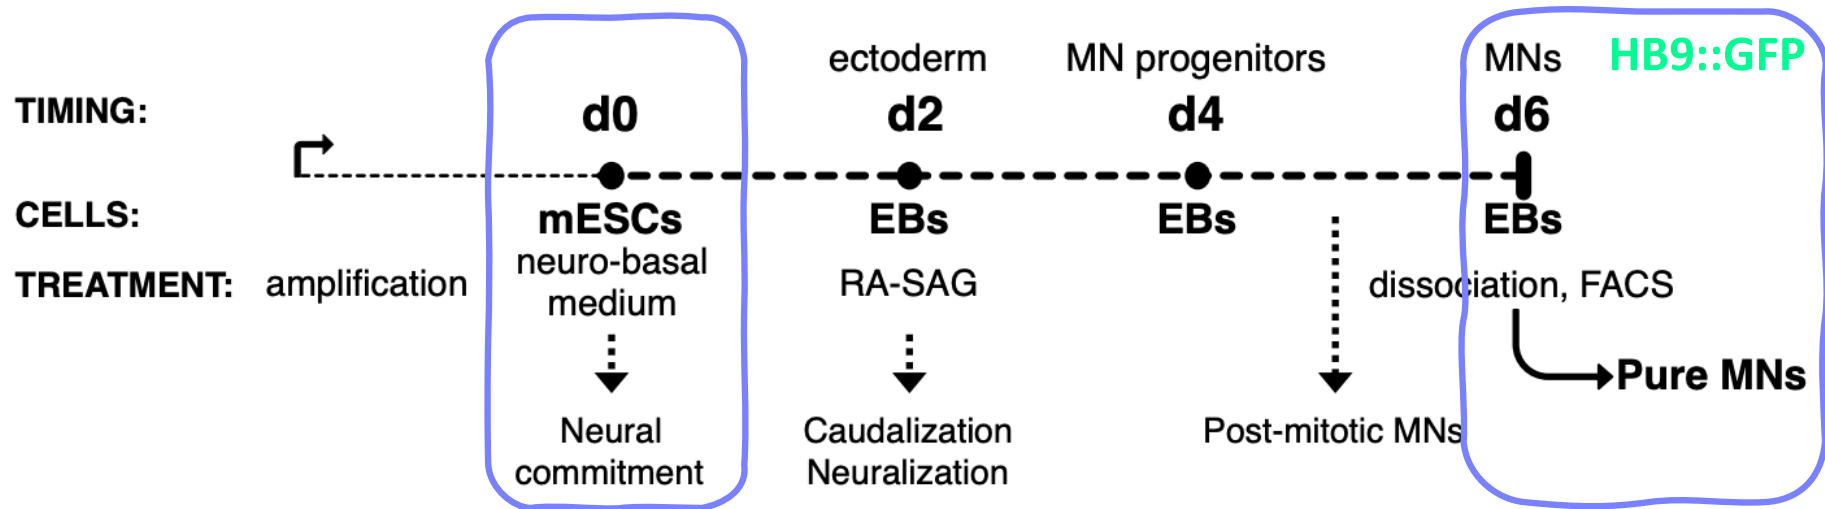 ectoderm MN progenitors MNs HB9::GFP
TIMING: d0 d2 d4 d6
CELLS: mESCs EBs EBs EBs
neuro-basal
TREATMENT: amplification RA-SAG dissociation, FACS
medium
Pure MNs
Neural Caudalization Post-mitotic MNs
commitment Neuralization